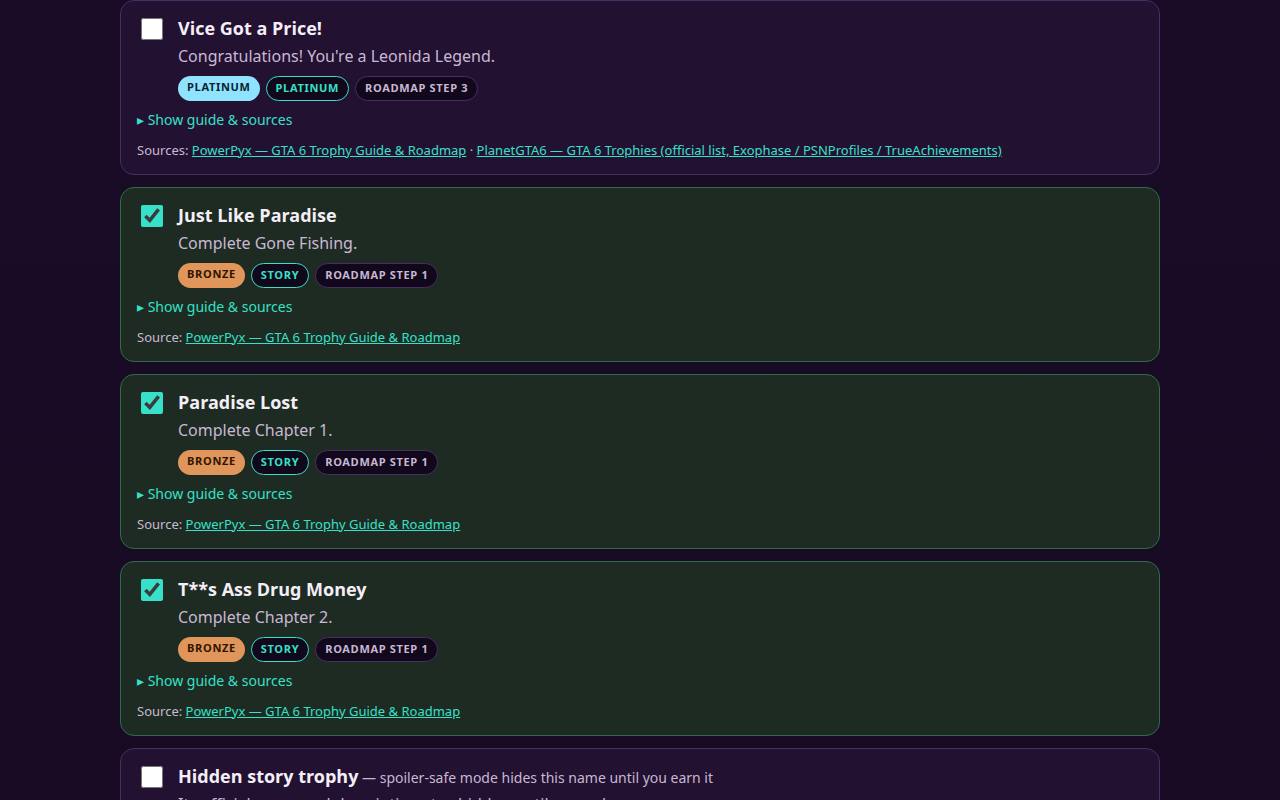 Vice Got a Price!
Congratulations! You're a Leonida Legend.
PLATINUM PLATINUM ROADMAP STEP 3
▸ Show guide & sources
Sources: PowerPyx — GTA 6 Trophy Guide & Roadmap · PlanetGTA6 — GTA 6 Trophies (official list, Exophase / PSNProfiles / TrueAchievements)
Just Like Paradise
Complete Gone Fishing.
BRONZE STORY ROADMAP STEP 1
▸ Show guide & sources
Source: PowerPyx — GTA 6 Trophy Guide & Roadmap
Paradise Lost
Complete Chapter 1.
BRONZE STORY ROADMAP STEP 1
▸ Show guide & sources
Source: PowerPyx — GTA 6 Trophy Guide & Roadmap
T**s Ass Drug Money
Complete Chapter 2.
BRONZE STORY ROADMAP STEP 1
▸ Show guide & sources
Source: PowerPyx — GTA 6 Trophy Guide & Roadmap
Hidden story trophy — spoiler-safe mode hides this name until you earn it